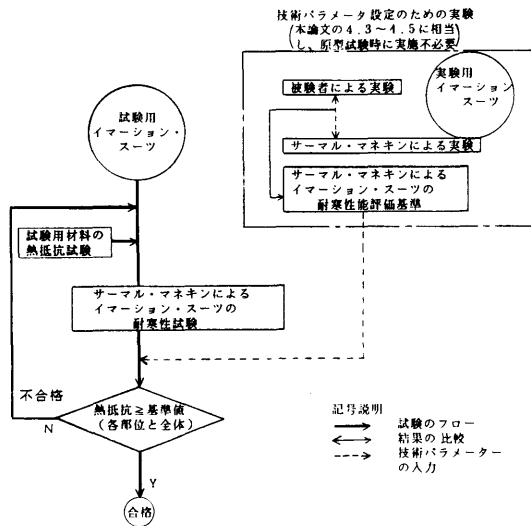 技術パラメータ設定のための実験
(本論文の4.3~4.5に相当
し、原型試験時に実施不必要)
被験者による実験
実験用
イマーション
スーツ
サーマル・マネキンによる実験
サーマル・マネキンによる
イマーション・スーツの
耐寒性能評価基準
試験用
イマーション・
スーツ
試験用材料の
熱抵抗試験
サーマル・マネキンによる
イマーション・スーツの
耐寒性試験
不合格
熱抵抗≧基準値
(各部位と全体)
N
Y
合格
記号説明
試験のフロー
結果の比較
技術パラメーター
の入力